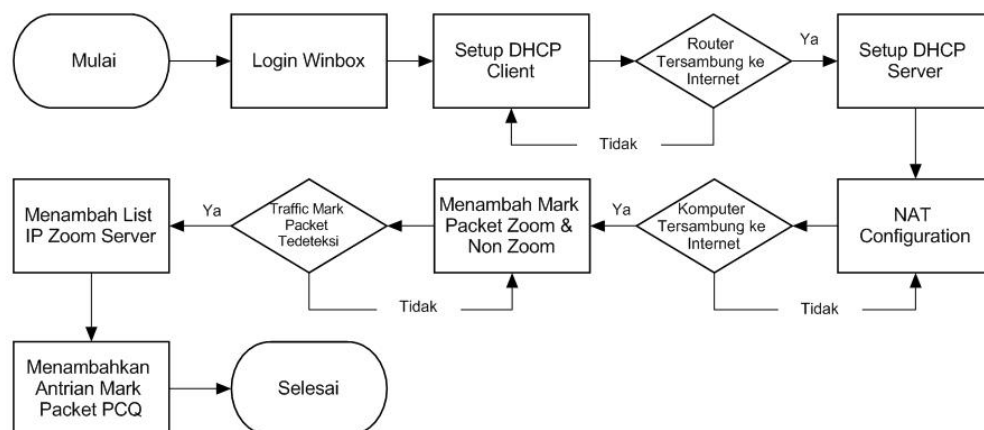 Mulai
Login Winbox
Setup DHCP
Client
Router
Tersambung ke
Internet
Ya
Setup DHCP
Server
Tidak
Menambah List
IP Zoom Server
Ya
Traffic Mark
Packet
Tedeteksi
Menambah Mark
Packet Zoom &
Non Zoom
Ya
Komputer
Tersambung ke
Internet
NAT
Configuration
Tidak
Tidak
Menambahkan
Antrian Mark
Packet PCQ
Selesai